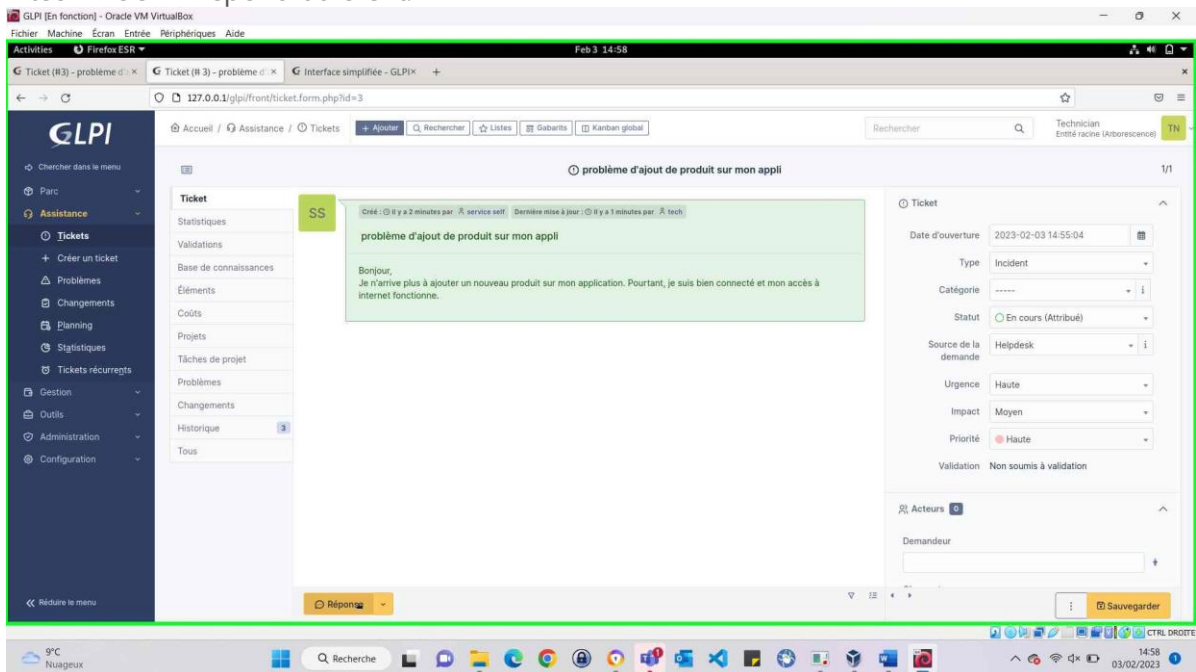 GLPI [En fonction] - Oracle VM VirtualBox
Fichier Machine Écran Entrée Périphériques Aide
Activities Firefox ESR Feb 3 14:58
Ticket (#3) - problème d' × Ticket (# 3) - problème d × Interface simplifiée - GLPI × +
127.0.0.1/glpi/front/ticket.form.php?id=3
GLPI
Accueil / Assistance / Tickets + Ajouter Rechercher Listes Gabarits Kanban global Rechercher Technician
Entité racine (Arborescence) TN
Chercher dans le menu
Parc
Assistance
Tickets
+ Créer un ticket
Problèmes
Changements
Planning
Statistiques
Tickets récurrents
Gestion
Outils
Administration
Configuration
Réduire le menu
problème d'ajout de produit sur mon appli 1/1
Ticket
Statistiques
Validations
Base de connaissances
Éléments
Coûts
Projets
Tâches de projet
Problèmes
Changements
Historique 3
Tous
SS
Créé : Il y a 2 minutes par service self Dernière mise à jour : Il y a 1 minutes par tech
problème d'ajout de produit sur mon appli
Bonjour,
Je n'arrive plus à ajouter un nouveau produit sur mon application. Pourtant, je suis bien connecté et mon accès à
internet fonctionne.
Ticket
Date d'ouverture 2023-02-03 14:55:04
Type Incident
Catégorie ----- i
Statut En cours (Attribué)
Source de la demande Helpdesk i
Urgence Haute
Impact Moyen
Priorité Haute
Validation Non soumis à validation
Acteurs 0
Demandeur
Réponse
Sauvegarder
CTRL DROITE
9°C
Nuageux
Recherche
14:58
03/02/2023